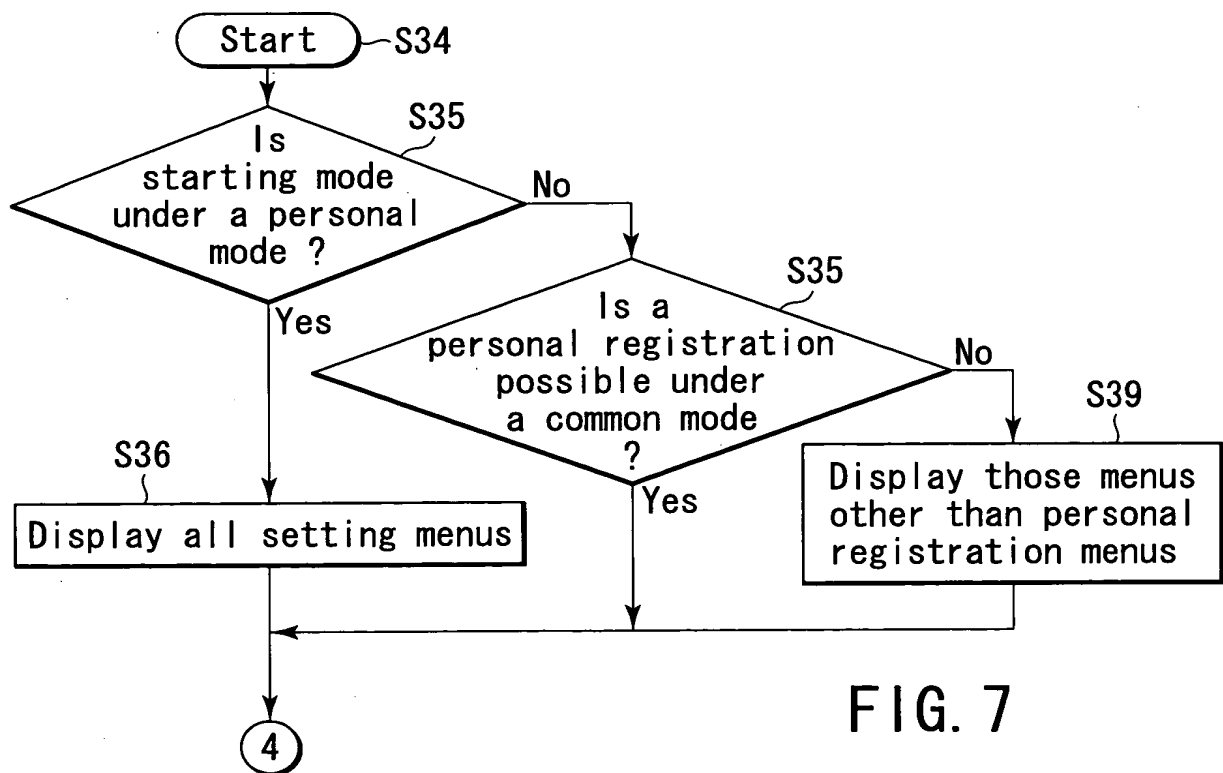 Start
S34
S35
Is
starting mode
under a personal
mode ?
No
Yes
S35
Is a
personal registration
possible under
a common mode
?
No
Yes
S36
Display all setting menus
S39
Display those menus
other than personal
registration menus
4
FIG. 7